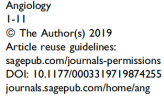 Angiology
1-11
© The Author(s) 2019
Article reuse guidelines:
sagepub.com/journals-permissions
DOI: 10.1177/0003319719874255
journals.sagepub.com/home/ang